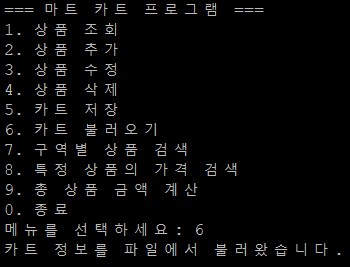 === 마트 카트 프로그램 ===
1. 상품 조회
2. 상품 추가
3. 상품 수정
4. 상품 삭제
5. 카트 저장
6. 카트 불러오기
7. 구역별 상품 검색
8. 특정 상품의 가격 검색
9. 총 상품 금액 계산
0. 종료
메뉴를 선택하세요: 6
카트 정보를 파일에서 불러왔습니다.